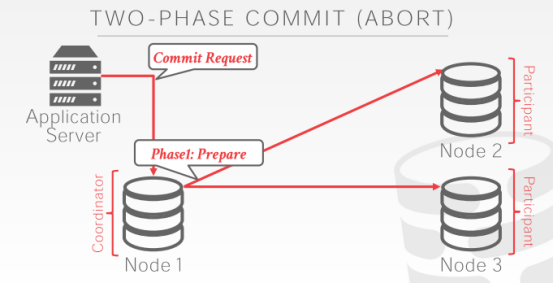 TWO-PHASE COMMIT (ABORT)
Commit Request
Application
Server
Phase1: Prepare
Coordinator
Node 1
Participant
Node 2
Participant
Node 3